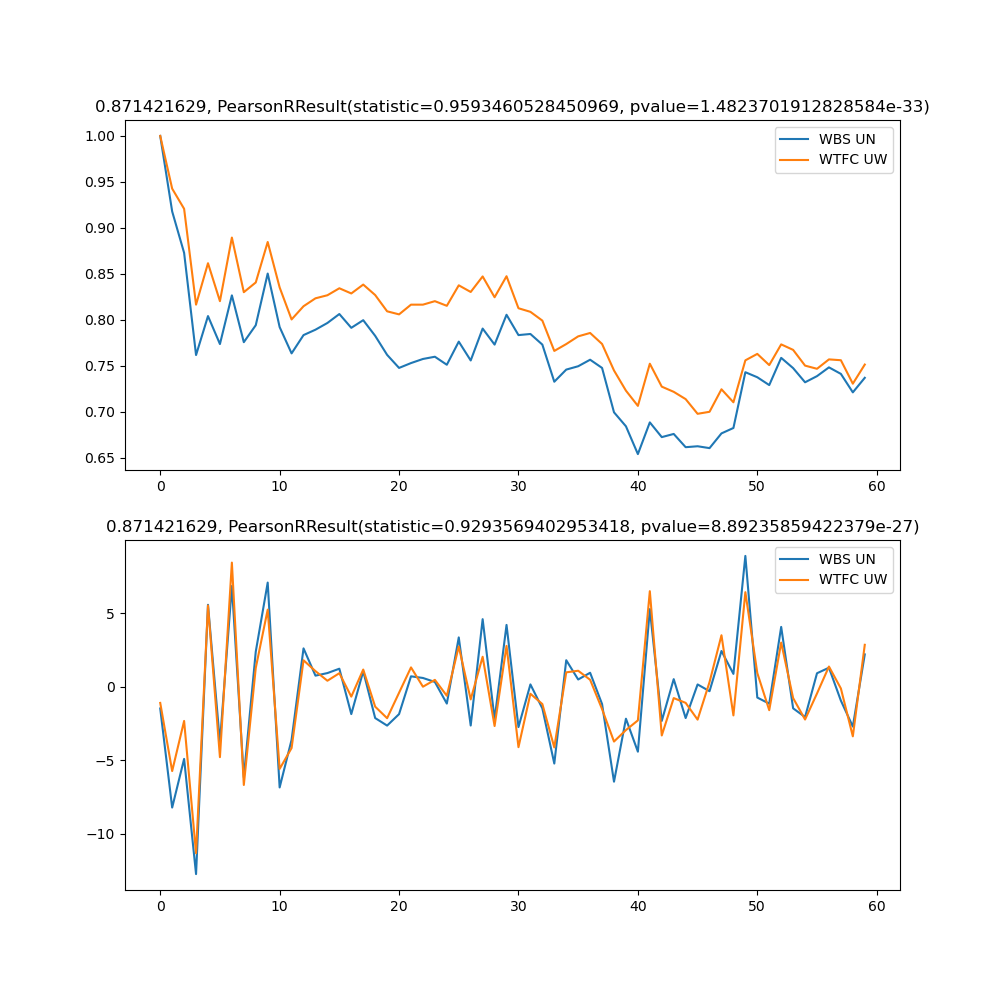 0.871421629, PearsonRResult(statistic=0.9593460528450969, pvalue=1.4823701912828584e-33)
WBS UN
WTFC UW
1.00
0.95
0.90
0.85
0.80
0.75
0.70
0.65
0 10 20 30 40 50 60
0.871421629, PearsonRResult(statistic=0.9293569402953418, pvalue=8.89235859422379e-27)
WBS UN
WTFC UW
5
0
−5
−10
0 10 20 30 40 50 60